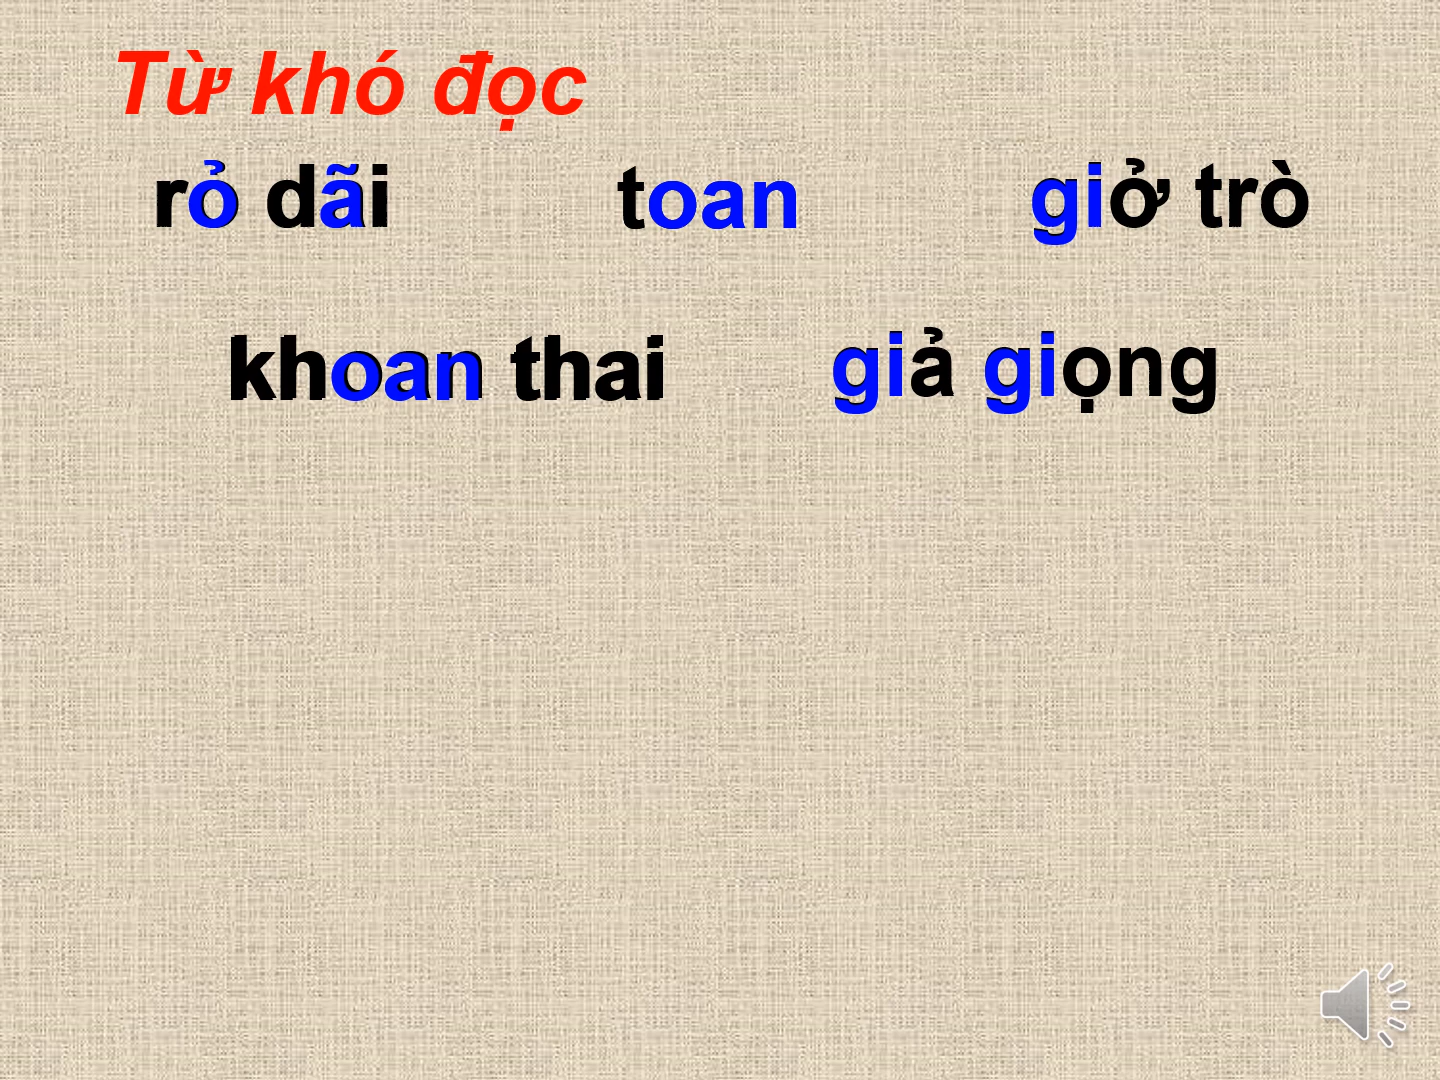 Từ khó đọc
rỏ dãi toan giở trò
khoan thai giả giọng